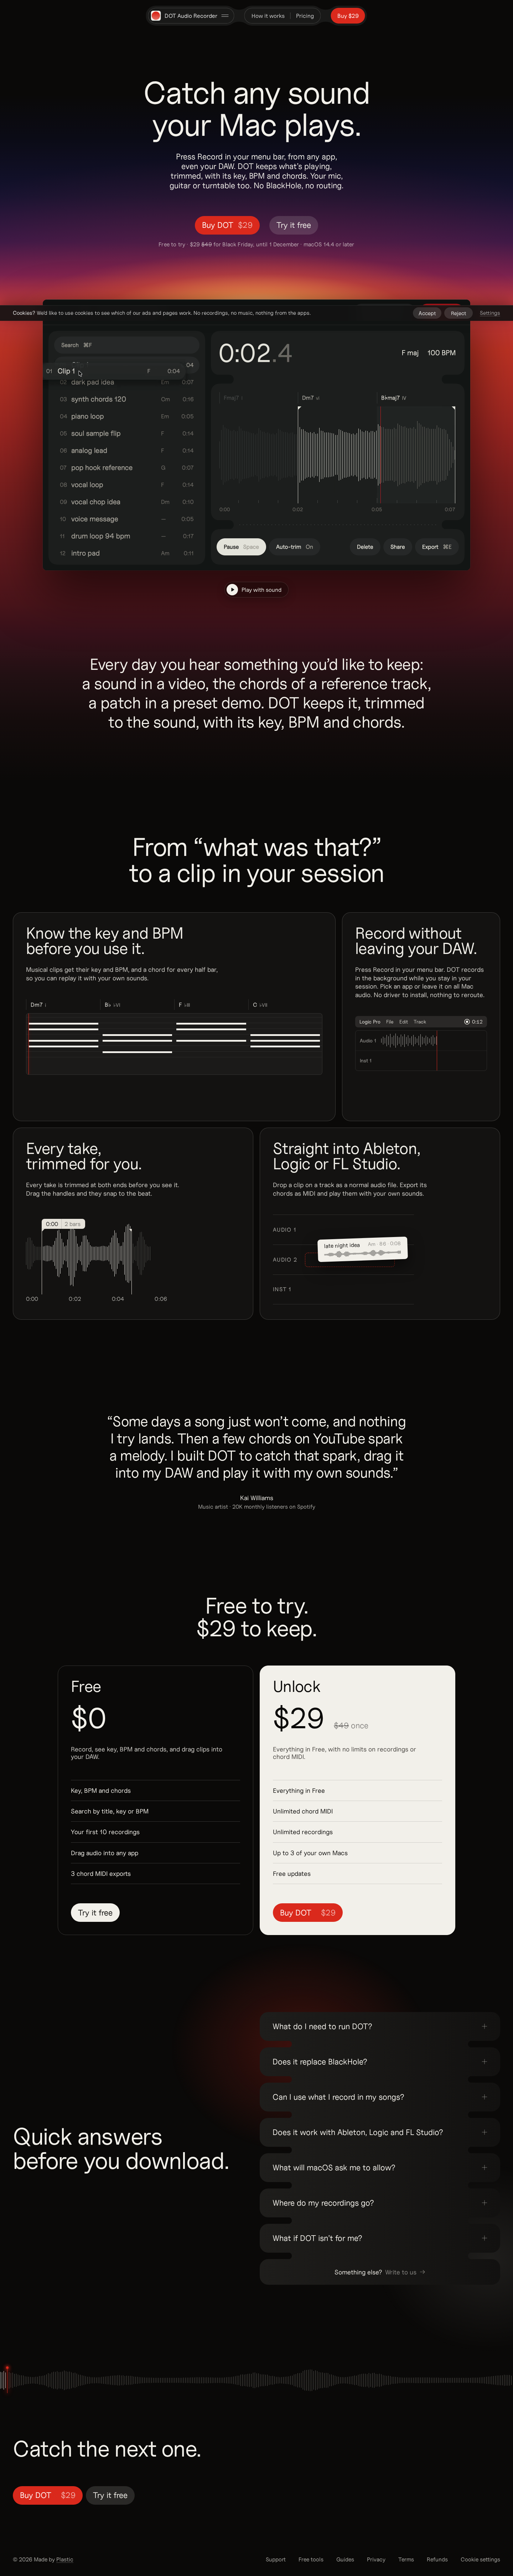 DOT Audio Recorder
How it works
Pricing
Buy $29
Catch any sound
your Mac plays.
Press Record in your menu bar, from any app,
even your DAW. DOT keeps what's playing,
trimmed, with its key, BPM and chords. Your mic,
guitar or turntable too. No BlackHole, no routing.
Buy DOT $29
Try it free
Free to try · $29 $49 for Black Friday, until 1 December · macOS 14.4 or later
Cookies? We'd like to use cookies to see which of our ads and pages work. No recordings, no music, nothing from the apps.
Accept
Reject
Settings
Search ⌘F
04
01 Clip 1 F 0:04
02 dark pad idea Em 0:07
03 synth chords 120 Cm 0:16
04 piano loop Em 0:05
05 soul sample flip F 0:14
06 analog lead F 0:14
07 pop hook reference G 0:07
08 vocal loop F 0:14
09 vocal chop idea Dm 0:10
10 voice message — 0:05
11 drum loop 94 bpm — 0:17
12 intro pad Am 0:11
0:02.4
F maj 100 BPM
Fmaj7 I
Dm7 vi
B♭maj7 IV
0:00 0:03 0:05 0:07
Pause Space
Auto-trim On
Delete
Share
Export ⌘E
Play with sound
Every day you hear something you'd like to keep:
a sound in a video, the chords of a reference track,
a patch in a preset demo. DOT keeps it, trimmed
to the sound, with its key, BPM and chords.
From “what was that?”
to a clip in your session
Know the key and BPM
before you use it.
Musical clips get their key and BPM, and a chord for every half bar,
so you can replay it with your own sounds.
Dm7 i
B♭ ♭VI
F ♭III
C ♭VII
Record without
leaving your DAW.
Press Record in your menu bar. DOT records
in the background while you stay in your
session. Pick an app or leave it on all Mac
audio. No driver to install, nothing to reroute.
Logic Pro File Edit Track 0:12
Audio 1
Inst 1
Every take,
trimmed for you.
Every take is trimmed at both ends before you see it.
Drag the handles and they snap to the beat.
0:00 2 bars
0:00 0:02 0:04 0:06
Straight into Ableton,
Logic or FL Studio.
Drop a clip on a track as a normal audio file. Export its
chords as MIDI and play them with your own sounds.
AUDIO 1
late night idea Am 86 · 0:06
AUDIO 2
INST 1
“Some days a song just won't come, and nothing
I try lands. Then a few chords on YouTube spark
a melody. I built DOT to catch that spark, drag it
into my DAW and play it with my own sounds.”
Kai Williams
Music artist · 20K monthly listeners on Spotify
Free to try.
$29 to keep.
Free
$0
Record, see key, BPM and chords, and drag clips into
your DAW.
Key, BPM and chords
Search by title, key or BPM
Your first 10 recordings
Drag audio into any app
3 chord MIDI exports
Try it free
Unlock
$29 $49 once
Everything in Free, with no limits on recordings or
chord MIDI.
Everything in Free
Unlimited chord MIDI
Unlimited recordings
Up to 3 of your own Macs
Free updates
Buy DOT $29
Quick answers
before you download.
What do I need to run DOT?
Does it replace BlackHole?
Can I use what I record in my songs?
Does it work with Ableton, Logic and FL Studio?
What will macOS ask me to allow?
Where do my recordings go?
What if DOT isn't for me?
Something else? Write to us →
Catch the next one.
Buy DOT $29
Try it free
© 2026 Made by Plastic
Support
Free tools
Guides
Privacy
Terms
Refunds
Cookie settings